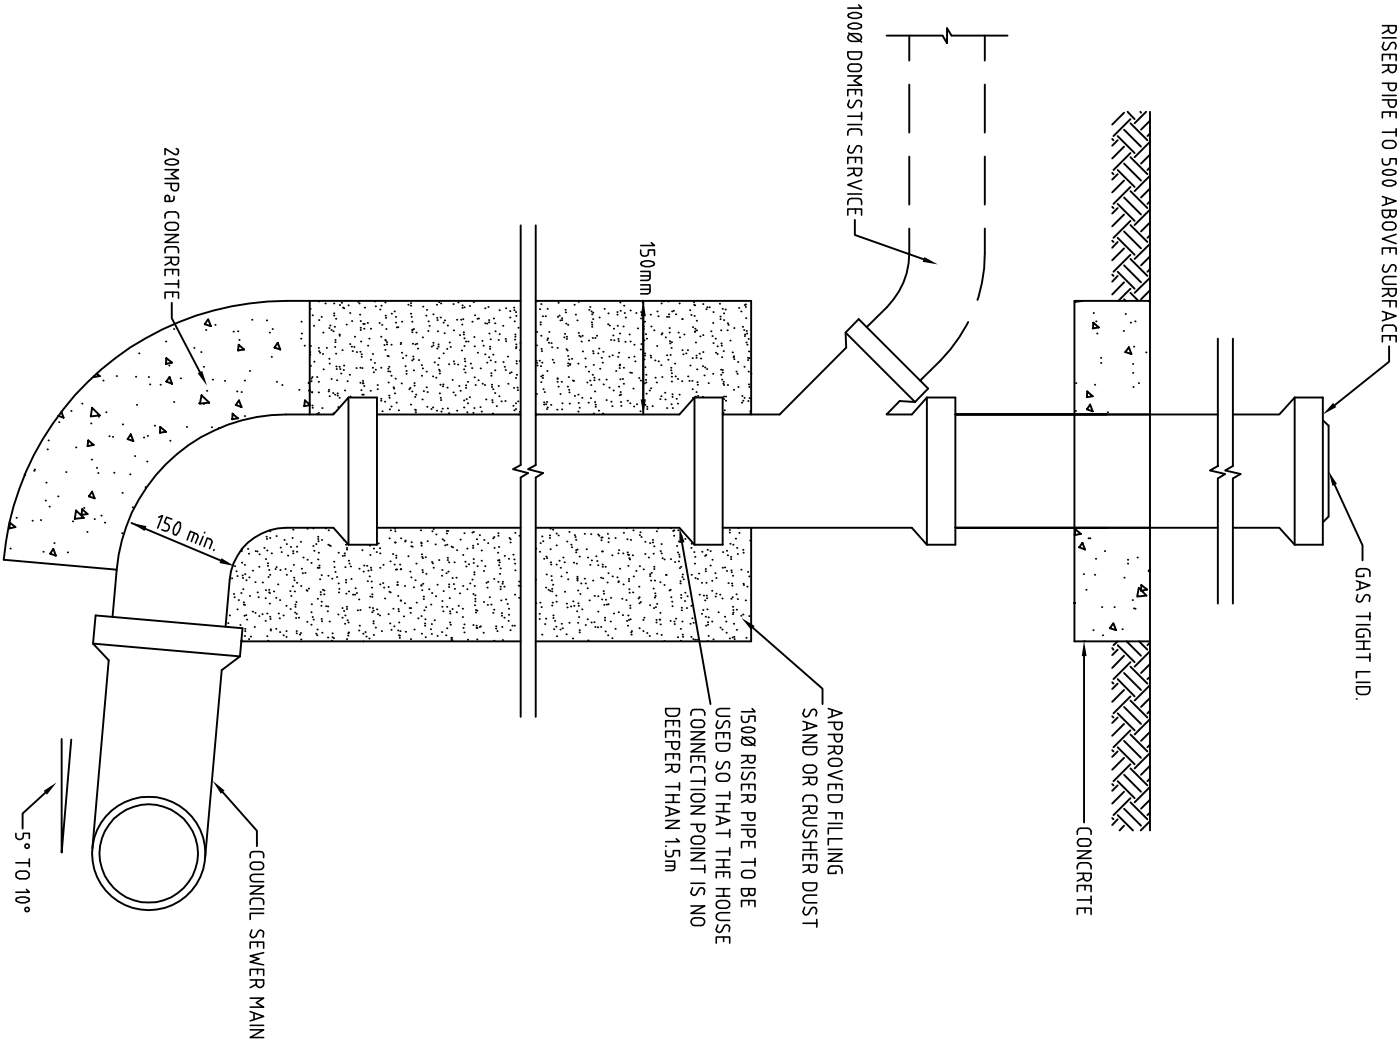 RISER PIPE TO 500 ABOVE SURFACE
GAS TIGHT LID.
CONCRETE
100Ø DOMESTIC SERVICE
APPROVED FILLING
SAND OR CRUSHER DUST
150Ø RISER PIPE TO BE
USED SO THAT THE HOUSE
CONNECTION POINT IS NO
DEEPER THAN 1.5m
150mm
20MPa CONCRETE
150 min.
COUNCIL SEWER MAIN
5° TO 10°